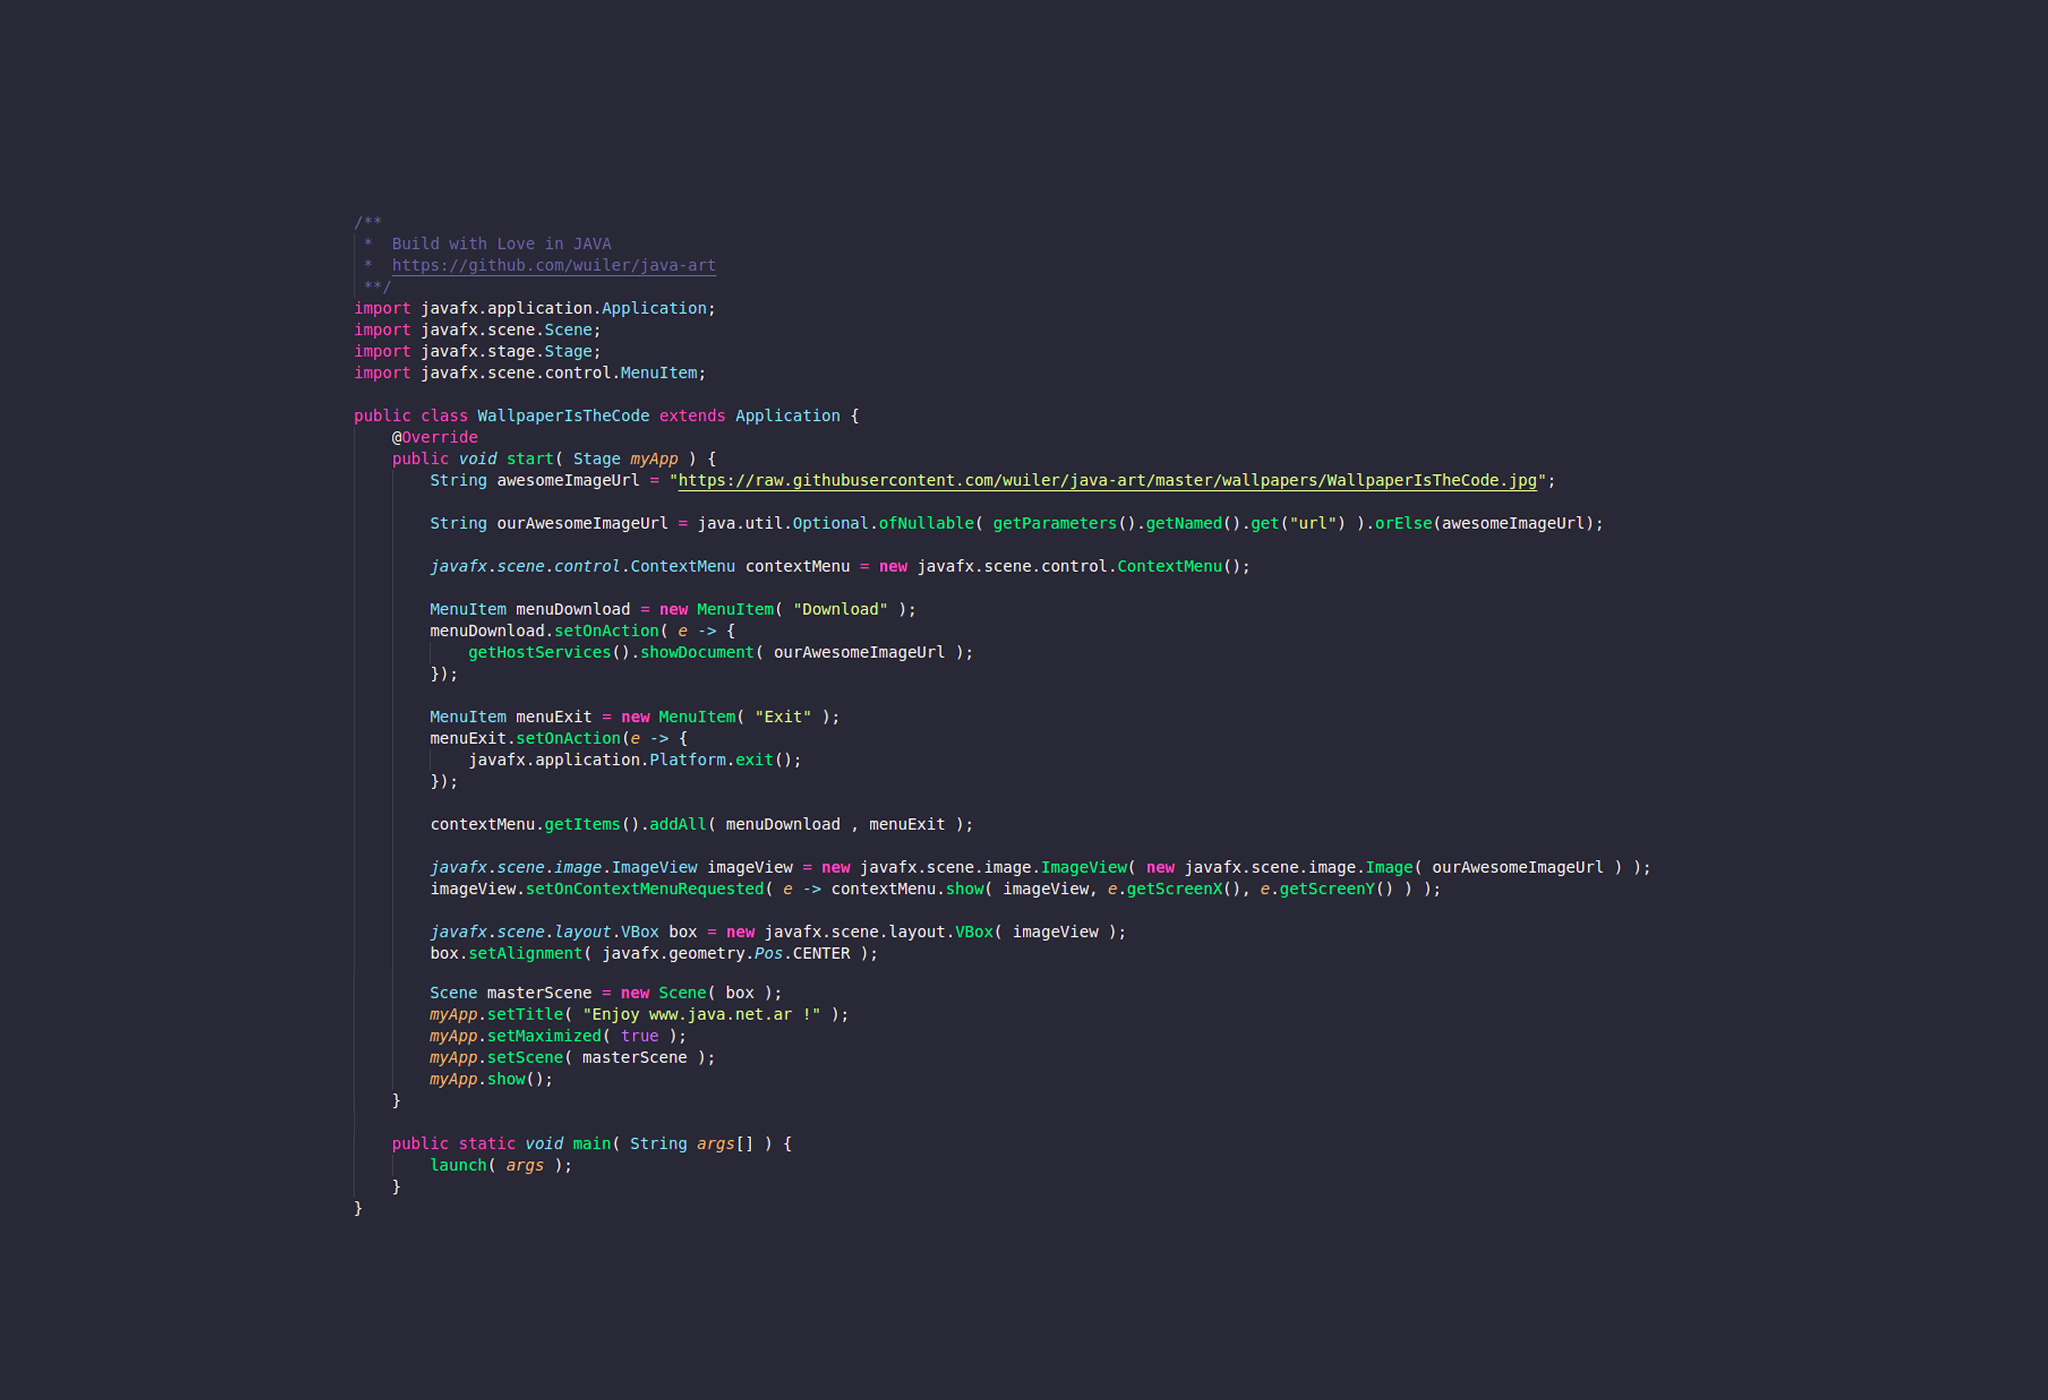 /**
 *  Build with Love in JAVA
 *  https://github.com/wuiler/java-art
 **/
import javafx.application.Application;
import javafx.scene.Scene;
import javafx.stage.Stage;
import javafx.scene.control.MenuItem;

public class WallpaperIsTheCode extends Application {
    @Override
    public void start( Stage myApp ) {
        String awesomeImageUrl = "https://raw.githubusercontent.com/wuiler/java-art/master/wallpapers/WallpaperIsTheCode.jpg";

        String ourAwesomeImageUrl = java.util.Optional.ofNullable( getParameters().getNamed().get("url") ).orElse(awesomeImageUrl);

        javafx.scene.control.ContextMenu contextMenu = new javafx.scene.control.ContextMenu();

        MenuItem menuDownload = new MenuItem( "Download" );
        menuDownload.setOnAction( e -> {
            getHostServices().showDocument( ourAwesomeImageUrl );
        });

        MenuItem menuExit = new MenuItem( "Exit" );
        menuExit.setOnAction(e -> {
            javafx.application.Platform.exit();
        });

        contextMenu.getItems().addAll( menuDownload , menuExit );

        javafx.scene.image.ImageView imageView = new javafx.scene.image.ImageView( new javafx.scene.image.Image( ourAwesomeImageUrl ) );
        imageView.setOnContextMenuRequested( e -> contextMenu.show( imageView, e.getScreenX(), e.getScreenY() ) );

        javafx.scene.layout.VBox box = new javafx.scene.layout.VBox( imageView );
        box.setAlignment( javafx.geometry.Pos.CENTER );

        Scene masterScene = new Scene( box );
        myApp.setTitle( "Enjoy www.java.net.ar !" );
        myApp.setMaximized( true );
        myApp.setScene( masterScene );
        myApp.show();
    }

    public static void main( String args[] ) {
        launch( args );
    }
}